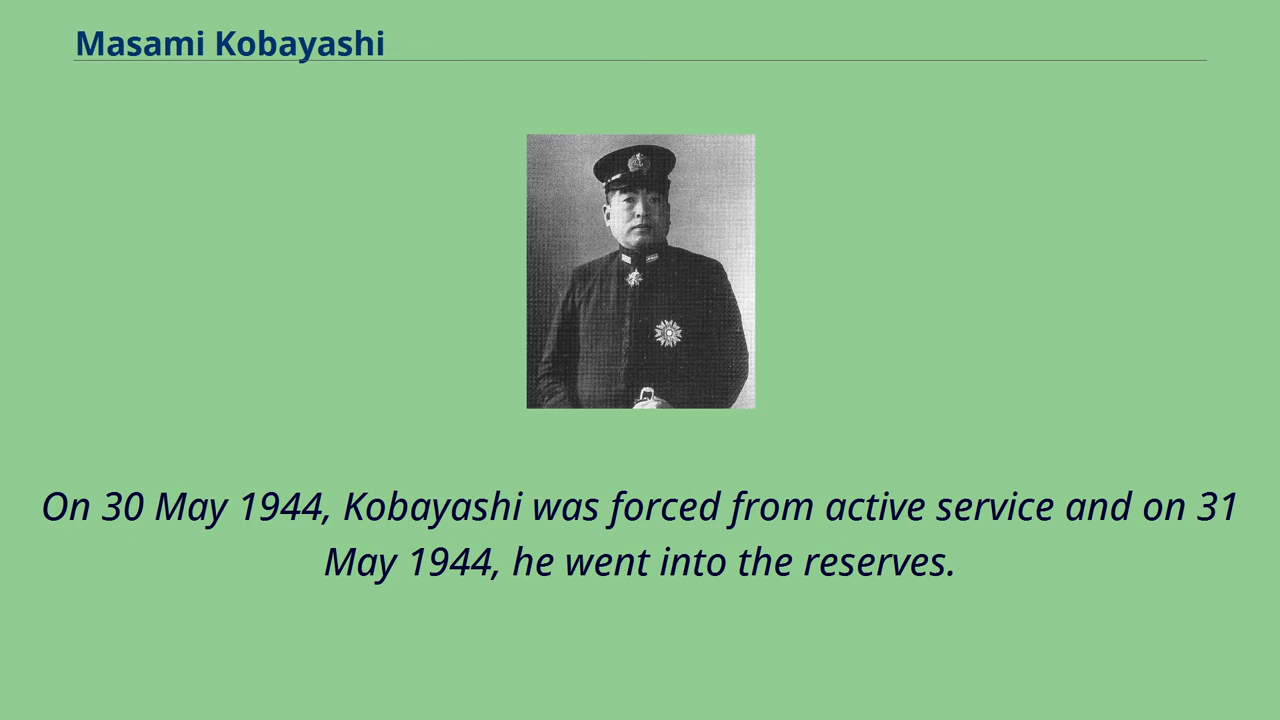 Masami Kobayashi
On 30 May 1944, Kobayashi was forced from active service and on 31
May 1944, he went into the reserves.